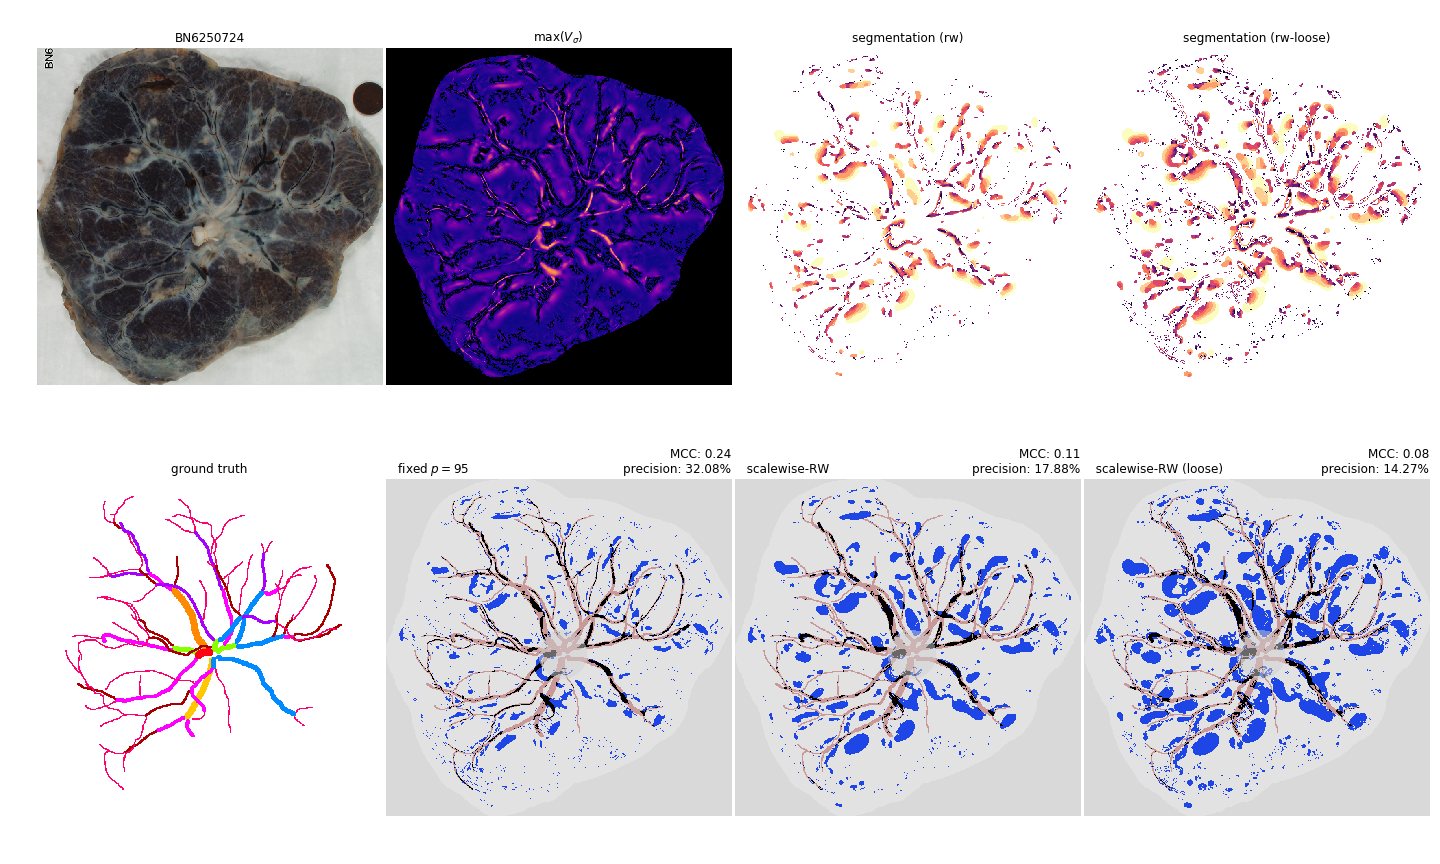 BN6250724
max(Vσ)
segmentation (rw)
segmentation (rw-loose)
BN6
ground truth
fixed p = 95
MCC: 0.24
precision: 32.08%
scalewise-RW
MCC: 0.11
precision: 17.88%
scalewise-RW (loose)
MCC: 0.08
precision: 14.27%